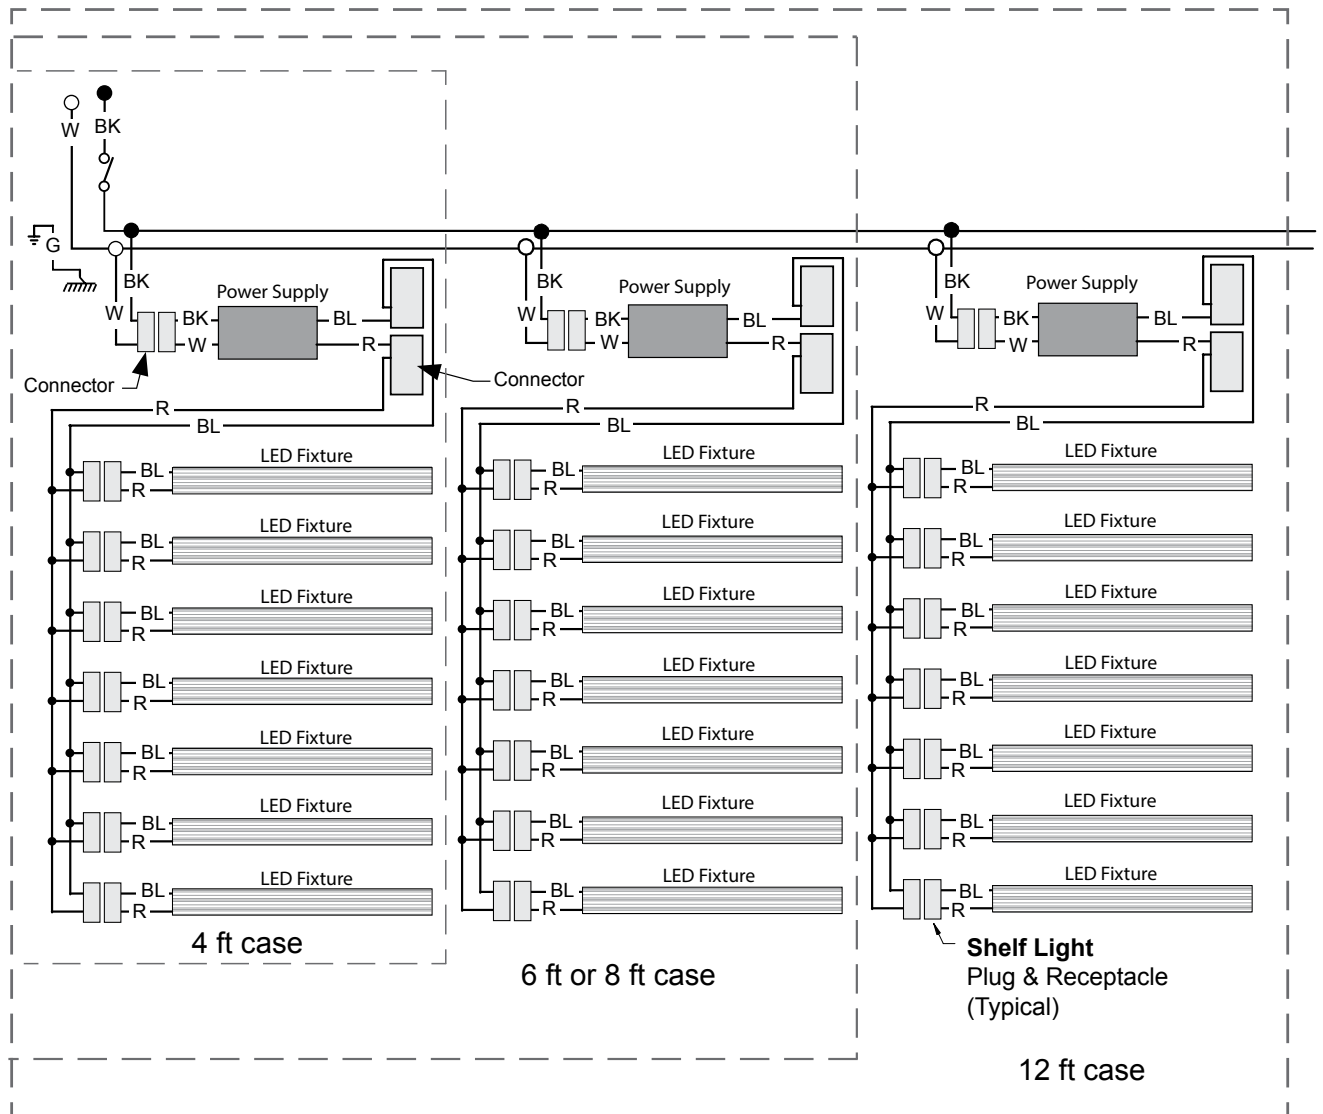 W
BK
G
BK
W
Power Supply
BK
W
BL
R
Connector
Connector
R
BL
LED Fixture
BL
R
LED Fixture
BL
R
LED Fixture
BL
R
LED Fixture
BL
R
LED Fixture
BL
R
LED Fixture
BL
R
LED Fixture
BL
R
4 ft case
BK
W
Power Supply
BK
W
BL
R
R
BL
LED Fixture
BL
R
LED Fixture
BL
R
LED Fixture
BL
R
LED Fixture
BL
R
LED Fixture
BL
R
LED Fixture
BL
R
LED Fixture
BL
R
6 ft or 8 ft case
BK
W
Power Supply
BK
W
BL
R
R
BL
LED Fixture
BL
R
LED Fixture
BL
R
LED Fixture
BL
R
LED Fixture
BL
R
LED Fixture
BL
R
LED Fixture
BL
R
LED Fixture
BL
R
Shelf Light
Plug & Receptacle
(Typical)
12 ft case